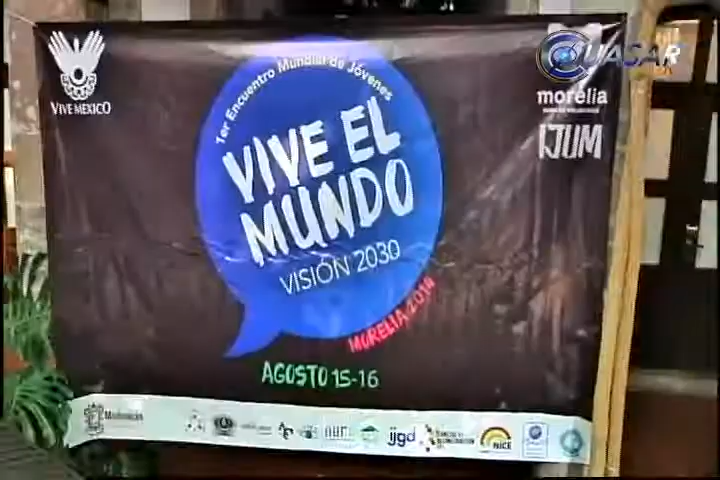 QUASAR
VIVE MEXICO
1er Encuentro Mundial de Jóvenes
VIVE EL
MUNDO
VISIÓN 2030
MORELIA 2014
AGOSTO 15-16
morelia
IJUM
Michoacán
ijgd
NICE